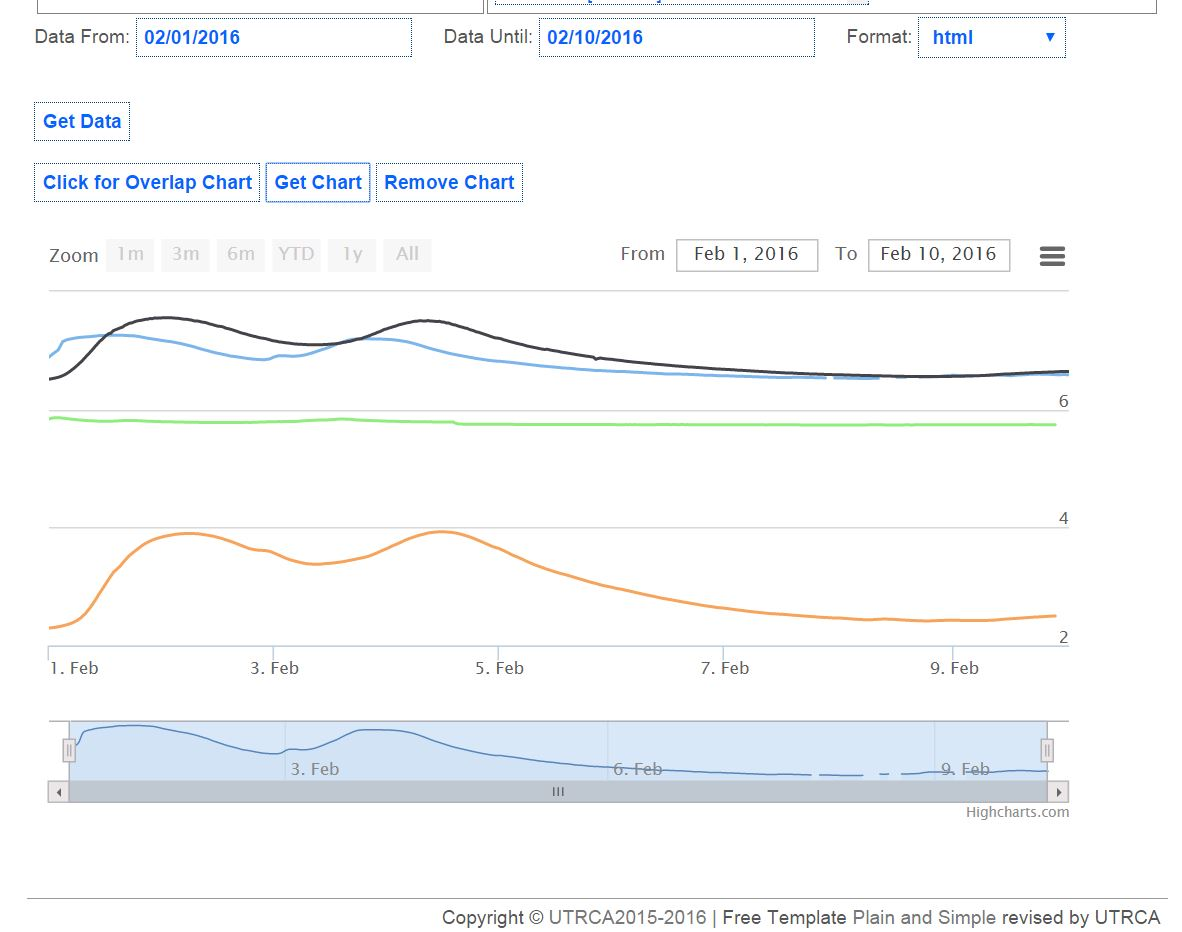 Data From: 02/01/2016 Data Until: 02/10/2016 Format: html
Get Data
Click for Overlap Chart Get Chart Remove Chart
Zoom 1m 3m 6m YTD 1y All From Feb 1, 2016 To Feb 10, 2016
6
4
2
1. Feb 3. Feb 5. Feb 7. Feb 9. Feb
3. Feb 6. Feb 9. Feb
Highcharts.com
Copyright © UTRCA2015-2016 | Free Template Plain and Simple revised by UTRCA